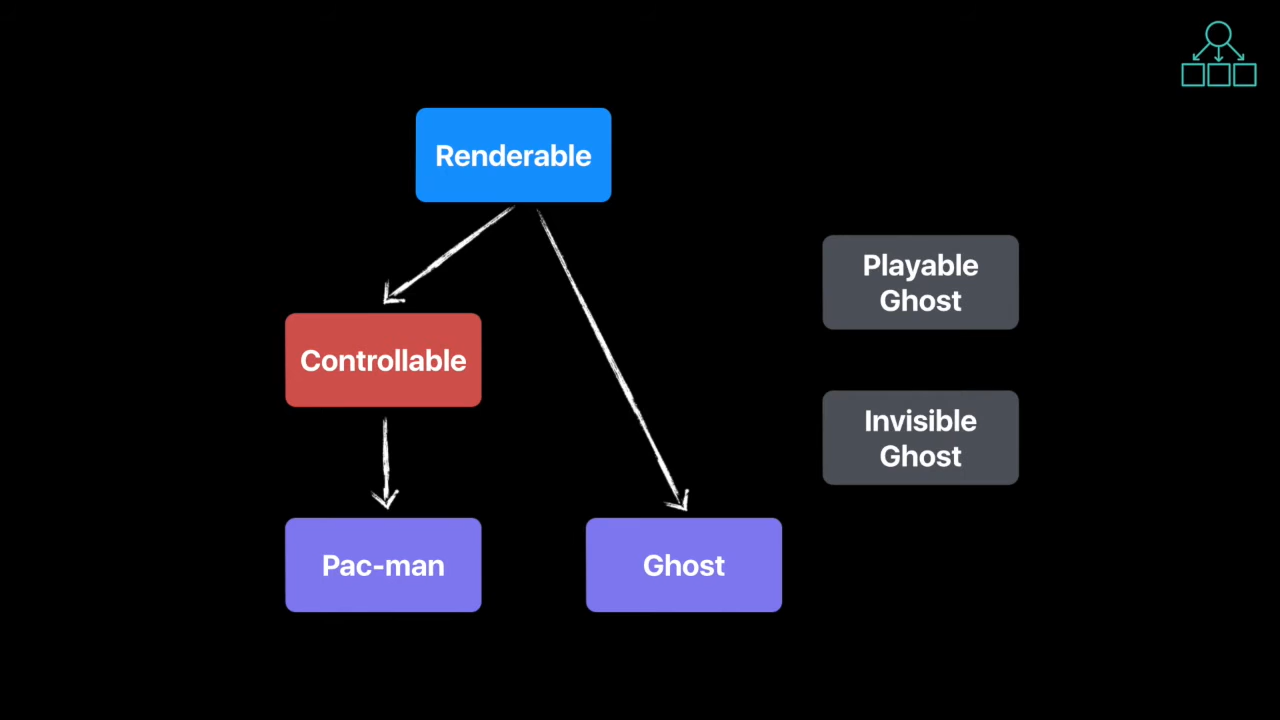 Renderable
Playable
Ghost
Controllable
Invisible
Ghost
Pac-man
Ghost